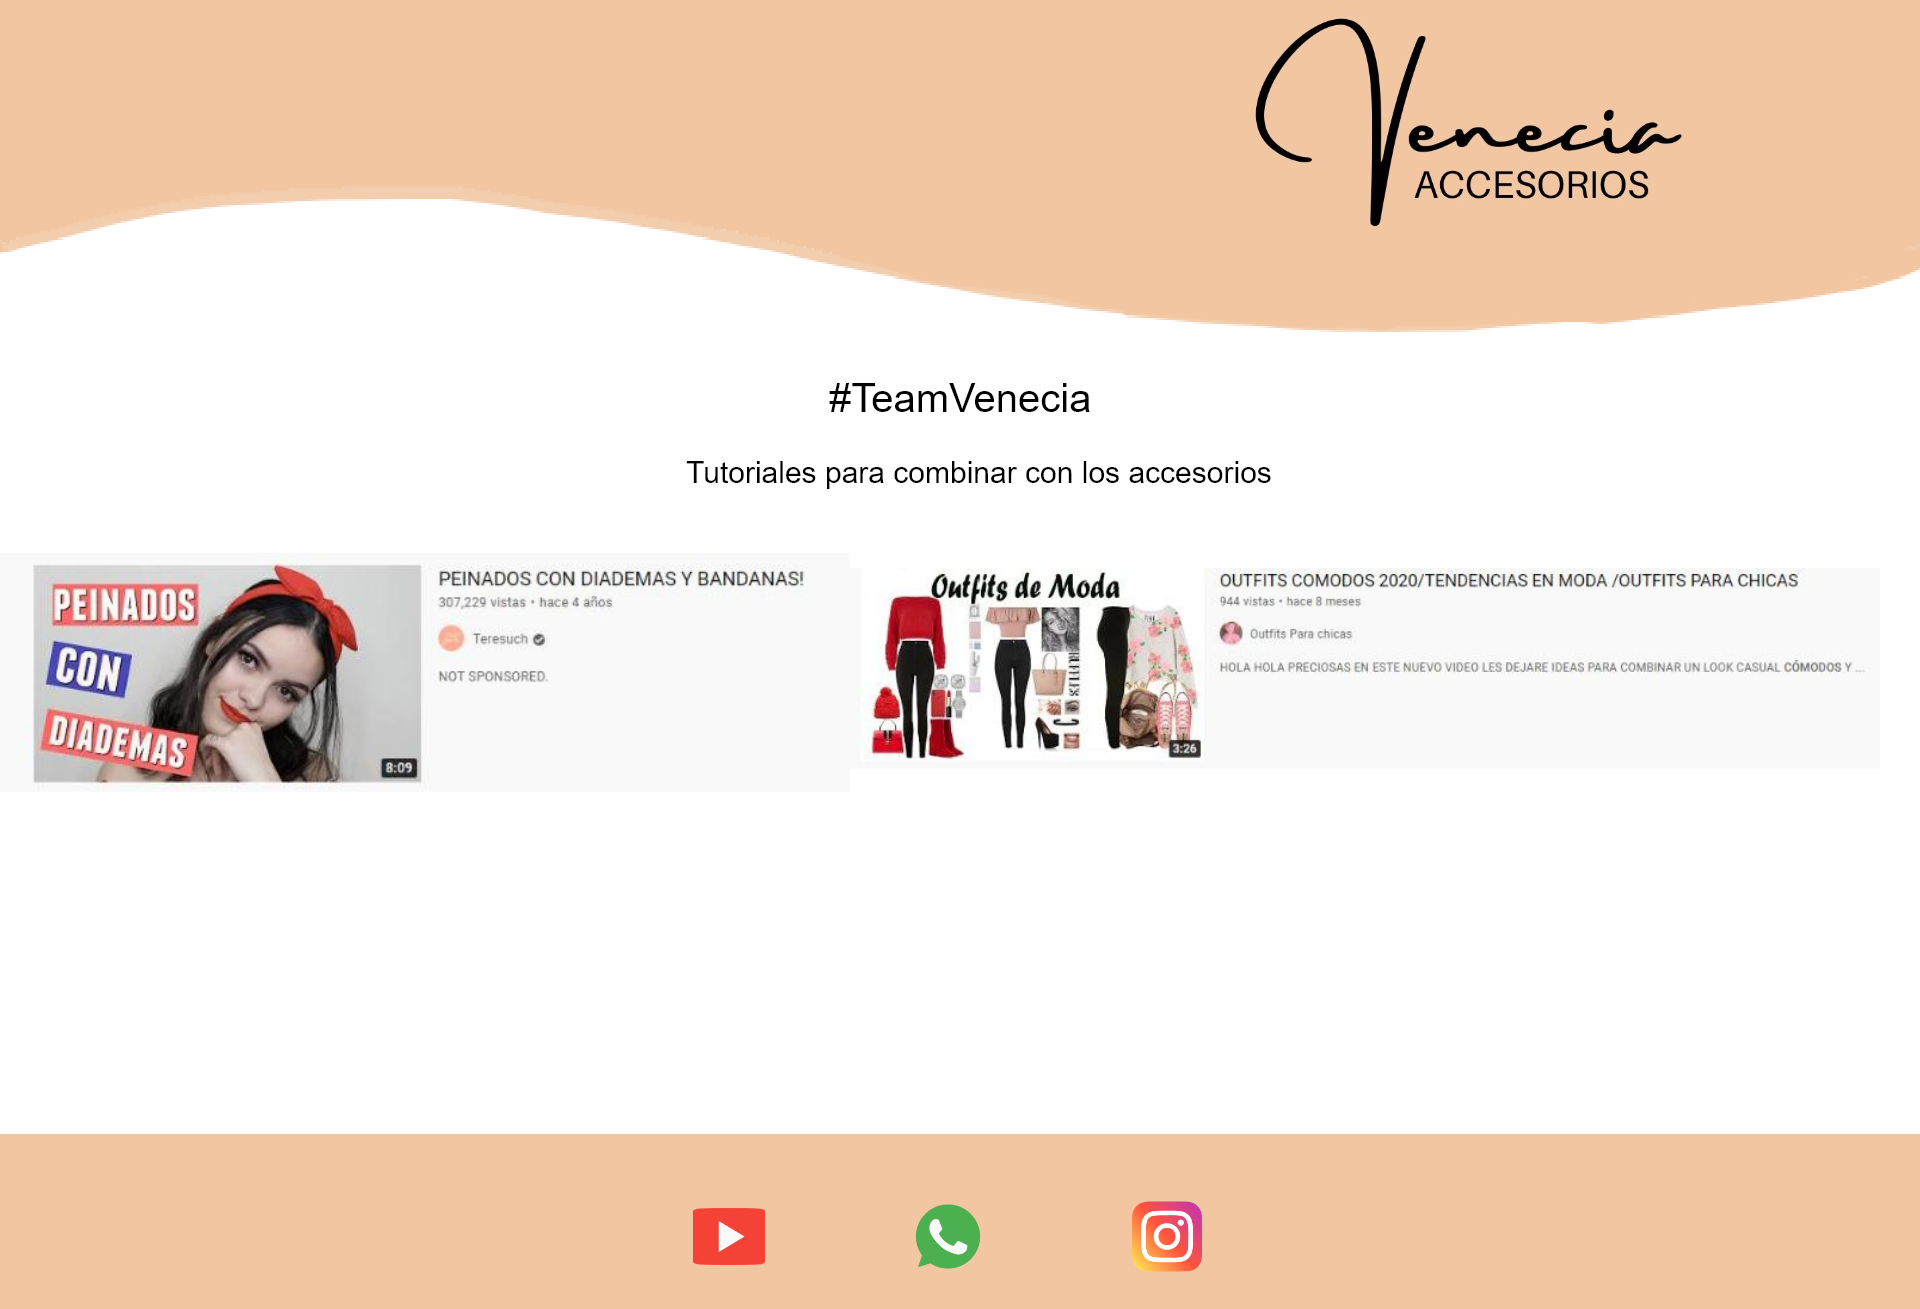 Venecia
ACCESORIOS
#TeamVenecia
Tutoriales para combinar con los accesorios
PEINADOS
CON
DIADEMAS
8:09
PEINADOS CON DIADEMAS Y BANDANAS!
307,229 vistas • hace 4 años
Teresuch
NOT SPONSORED.
Outfits de Moda
RUFFLES
3:26
OUTFITS COMODOS 2020/TENDENCIAS EN MODA /OUTFITS PARA CHICAS
944 vistas • hace 8 meses
Outfits Para chicas
HOLA HOLA PRECIOSAS EN ESTE NUEVO VIDEO LES DEJARE IDEAS PARA COMBINAR UN LOOK CASUAL CÓMODOS Y ...